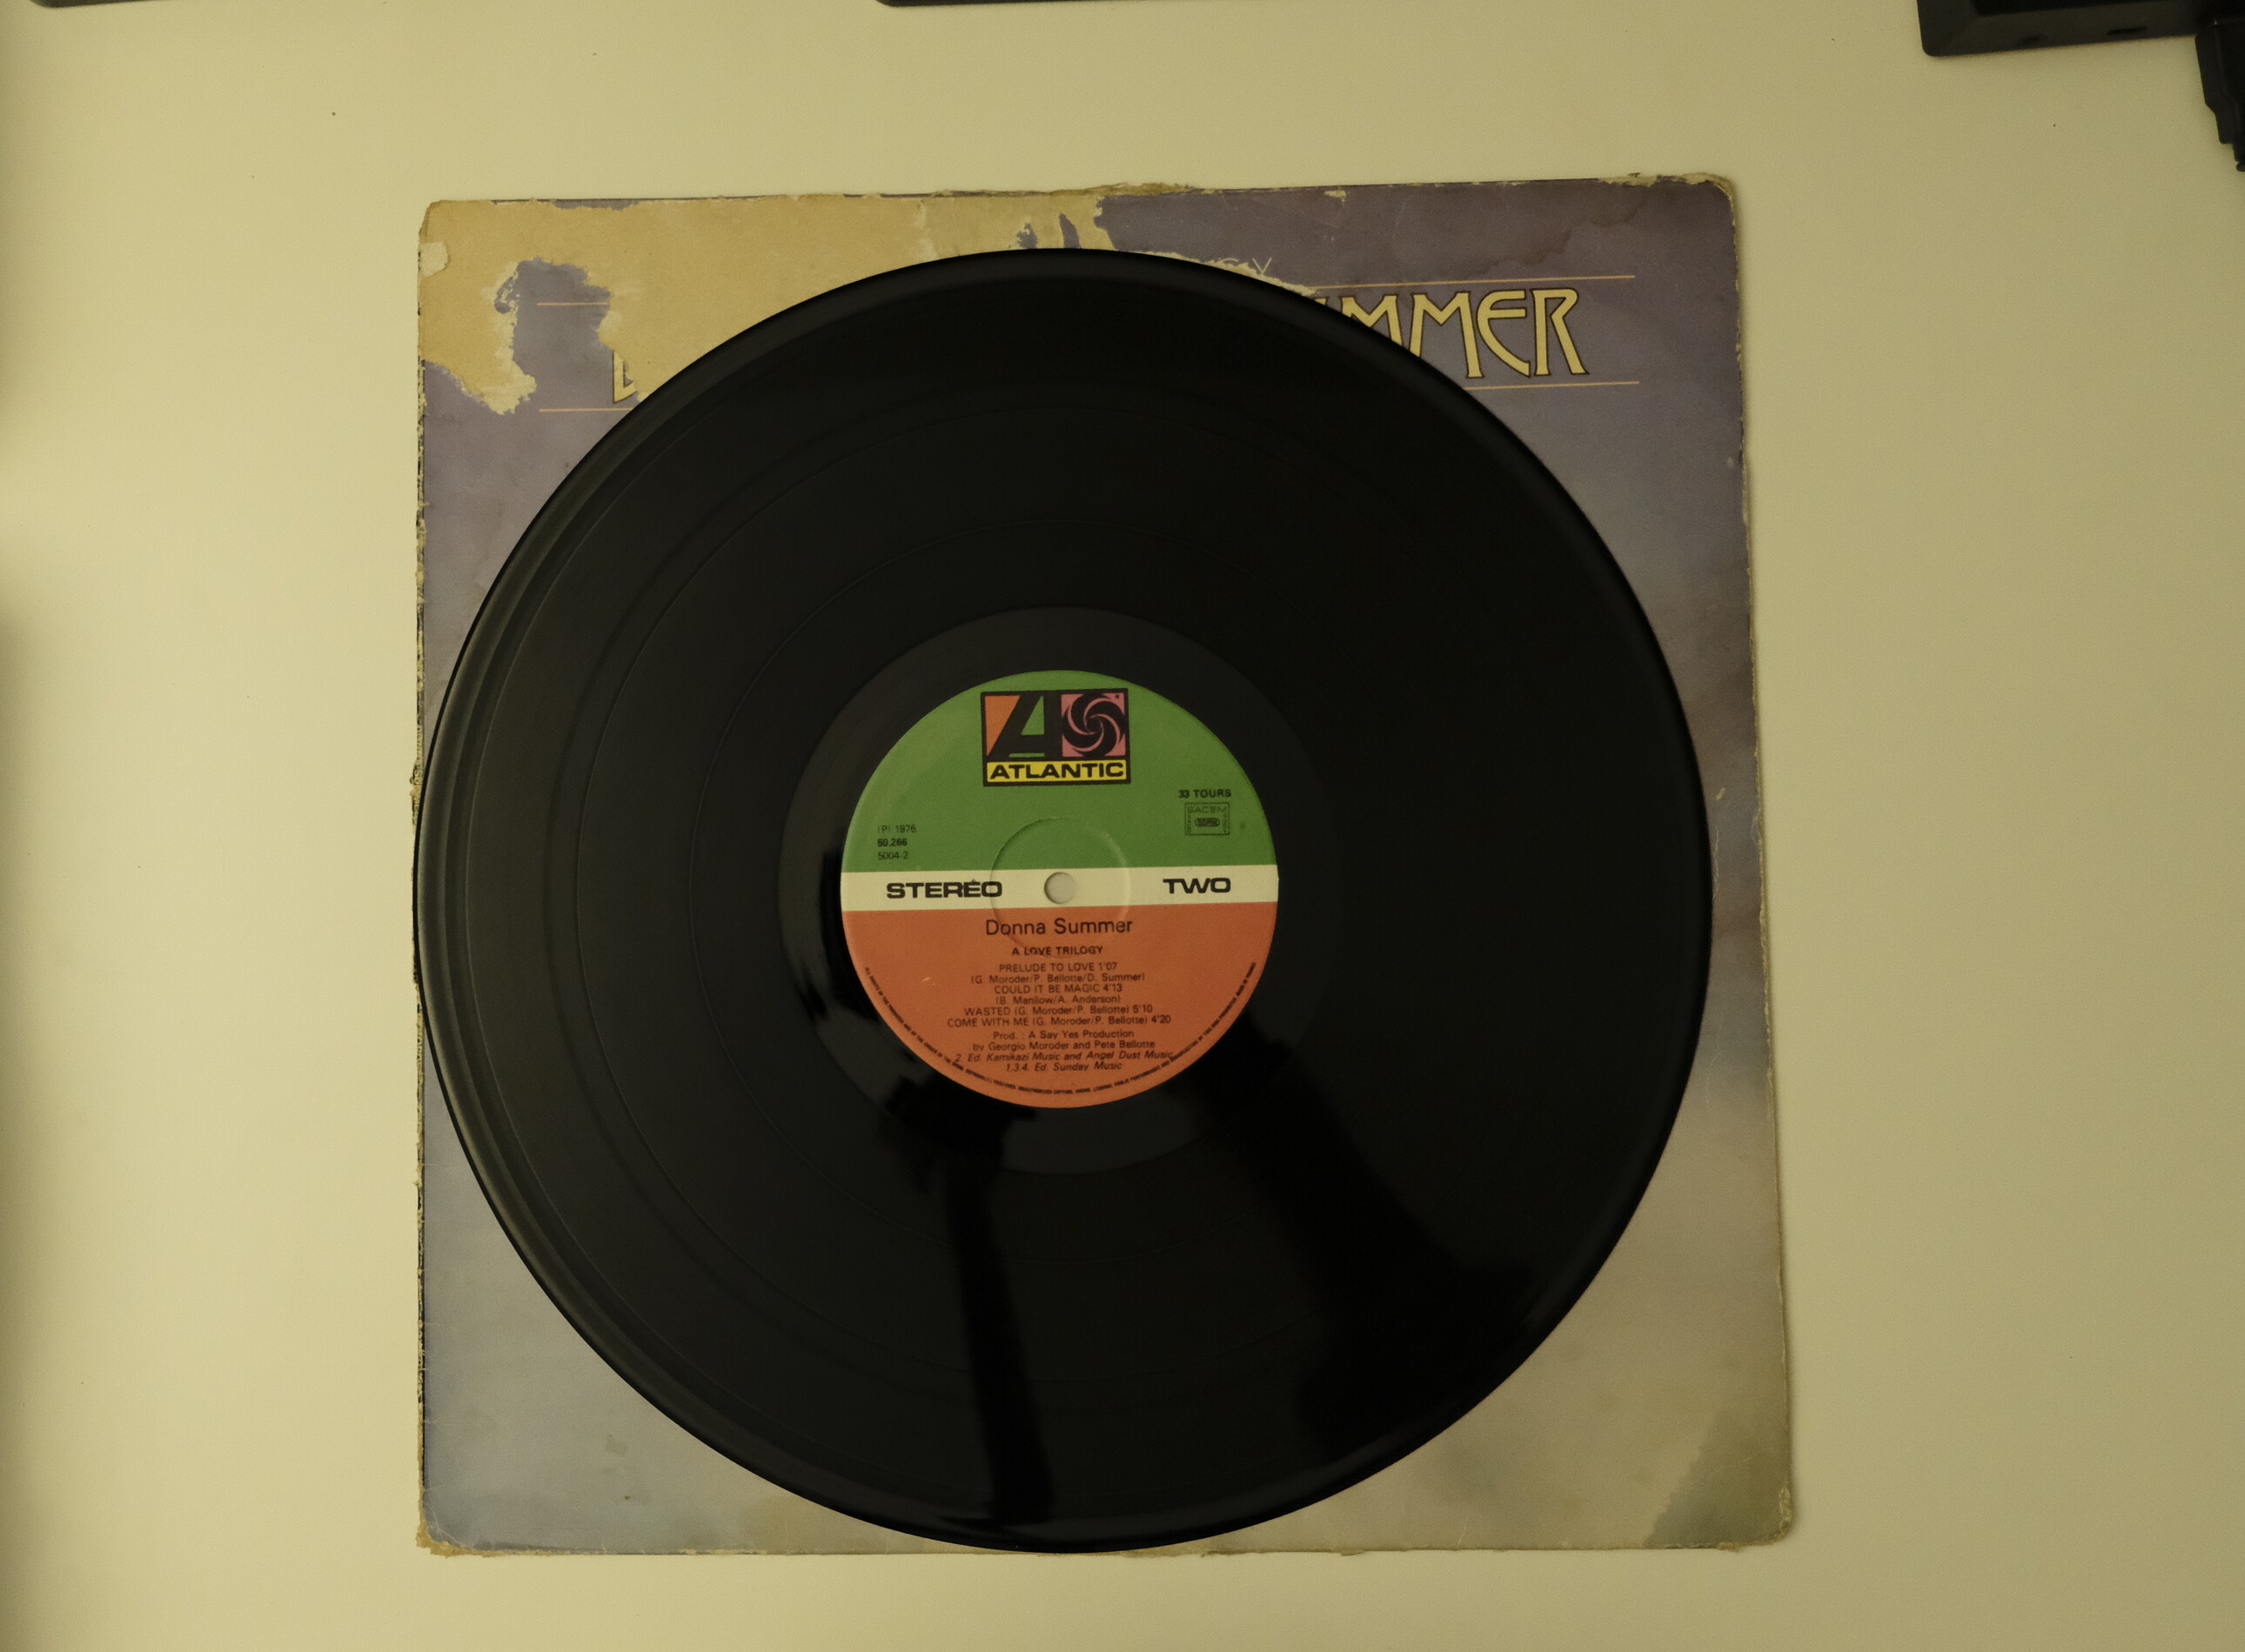 MMER
ATLANTIC
33 TOURS
SACEM
(P) 1976
50.266
5004-2
STEREO
TWO
Donna Summer
A LOVE TRILOGY
PRELUDE TO LOVE 1'07
(G. Moroder/P. Bellotte/D. Summer)
COULD IT BE MAGIC 4'13
(B. Manilow/A. Anderson)
WASTED (G. Moroder/P. Bellotte) 5'10
COME WITH ME (G. Moroder/P. Bellotte) 4'20
Prod. : A Say Yes Production
by Georgio Moroder and Pete Bellotte
2. Ed. Kamikazi Music and Angel Dust Music
1.3.4. Ed. Sunday Music